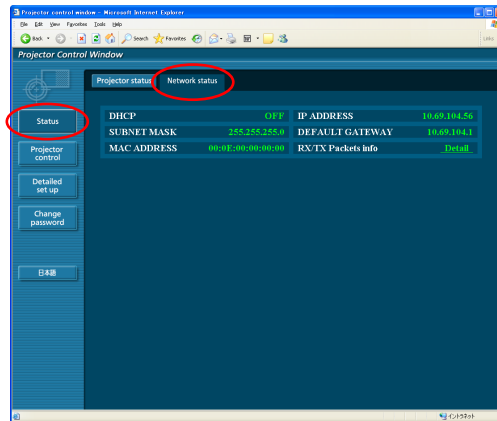 Projector control window - Microsoft Internet Explorer
File Edit View Favorites Tools Help
Back Search Favorites Links
Projector Control Window
Projector status Network status
Status
Projector control
Detailed set up
Change password
日本語
DHCP OFF IP ADDRESS 10.69.104.56
SUBNET MASK 255.255.255.0 DEFAULT GATEWAY 10.69.104.1
MAC ADDRESS 00:0E:00:00:00:00 RX/TX Packets info Detail
イントラネット